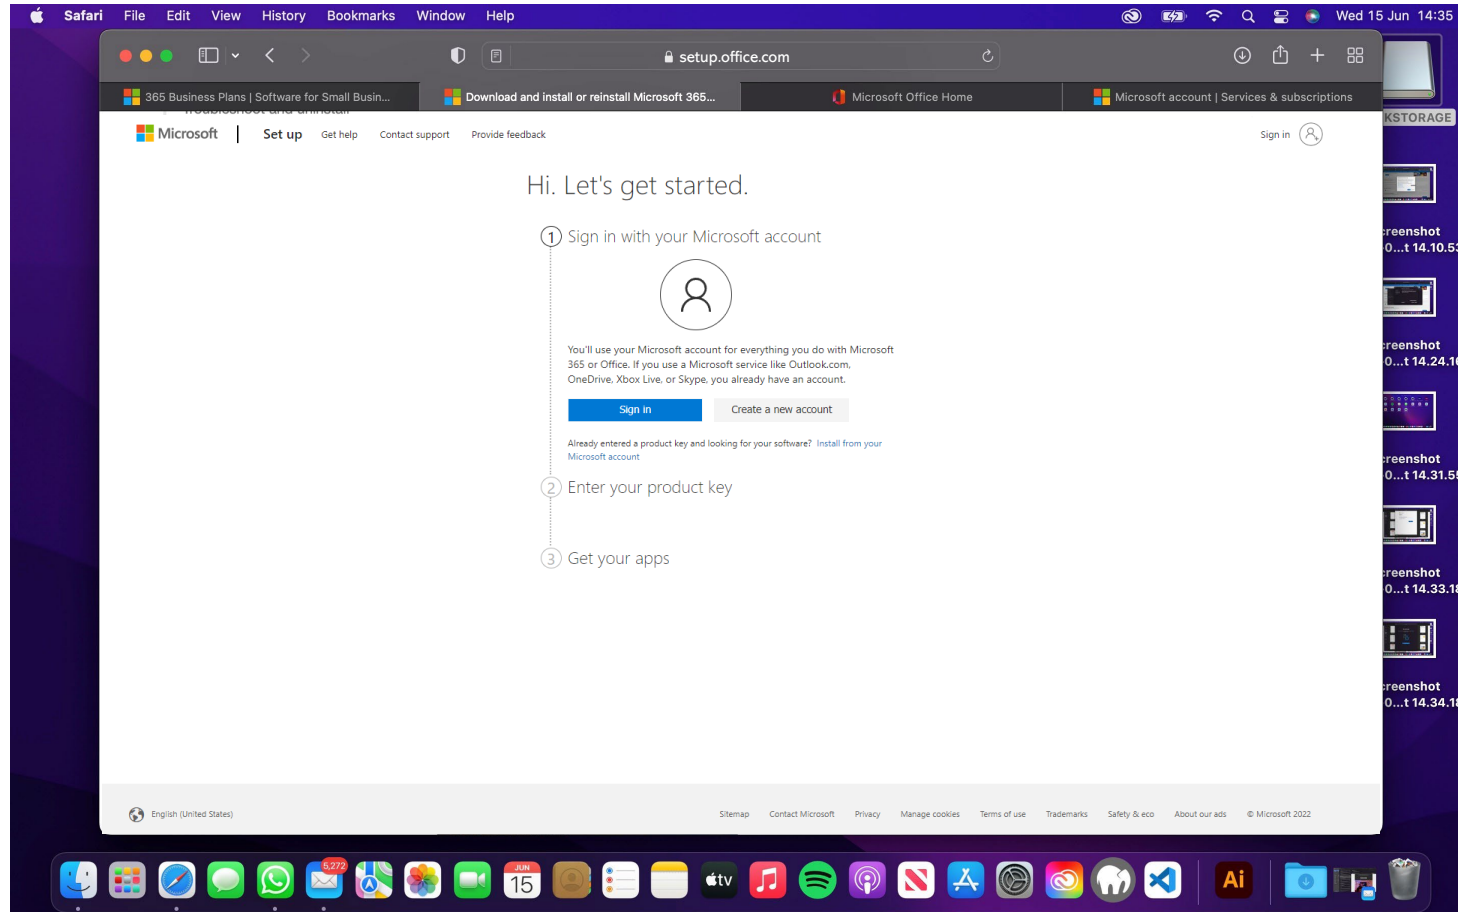 Safari File Edit View History Bookmarks Window Help Wed 15 Jun 14:35
setup.office.com
365 Business Plans | Software for Small Busin... Download and install or reinstall Microsoft 365... Microsoft Office Home Microsoft account | Services & subscriptions
Troubleshoot and uninstall
Microsoft Set up Get help Contact support Provide feedback Sign in
Hi. Let's get started.
1 Sign in with your Microsoft account
You'll use your Microsoft account for everything you do with Microsoft
365 or Office. If you use a Microsoft service like Outlook.com,
OneDrive, Xbox Live, or Skype, you already have an account.
Sign in Create a new account
Already entered a product key and looking for your software? Install from your
Microsoft account
2 Enter your product key
3 Get your apps
English (United States) Sitemap Contact Microsoft Privacy Manage cookies Terms of use Trademarks Safety & eco About our ads © Microsoft 2022
KSTORAGE
reenshot
0...t 14.10.53
reenshot
0...t 14.24.16
reenshot
0...t 14.31.55
reenshot
0...t 14.33.18
reenshot
0...t 14.34.18
5,272
JUN
15
tv
Ai